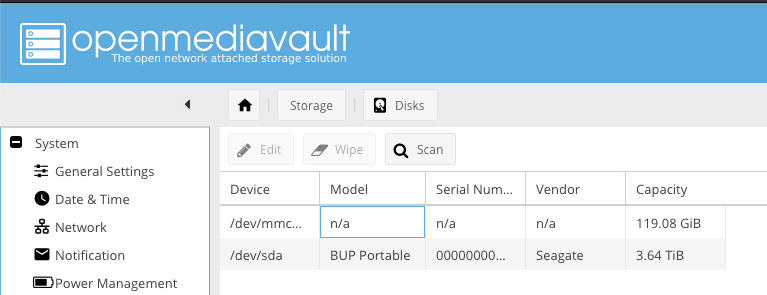 openmediavault
The open network attached storage solution
Storage Disks
System
General Settings
Date & Time
Network
Notification
Power Management
Edit Wipe Scan
Device Model Serial Num... Vendor Capacity
/dev/mmc... n/a n/a n/a 119.08 GiB
/dev/sda BUP Portable 00000000... Seagate 3.64 TiB